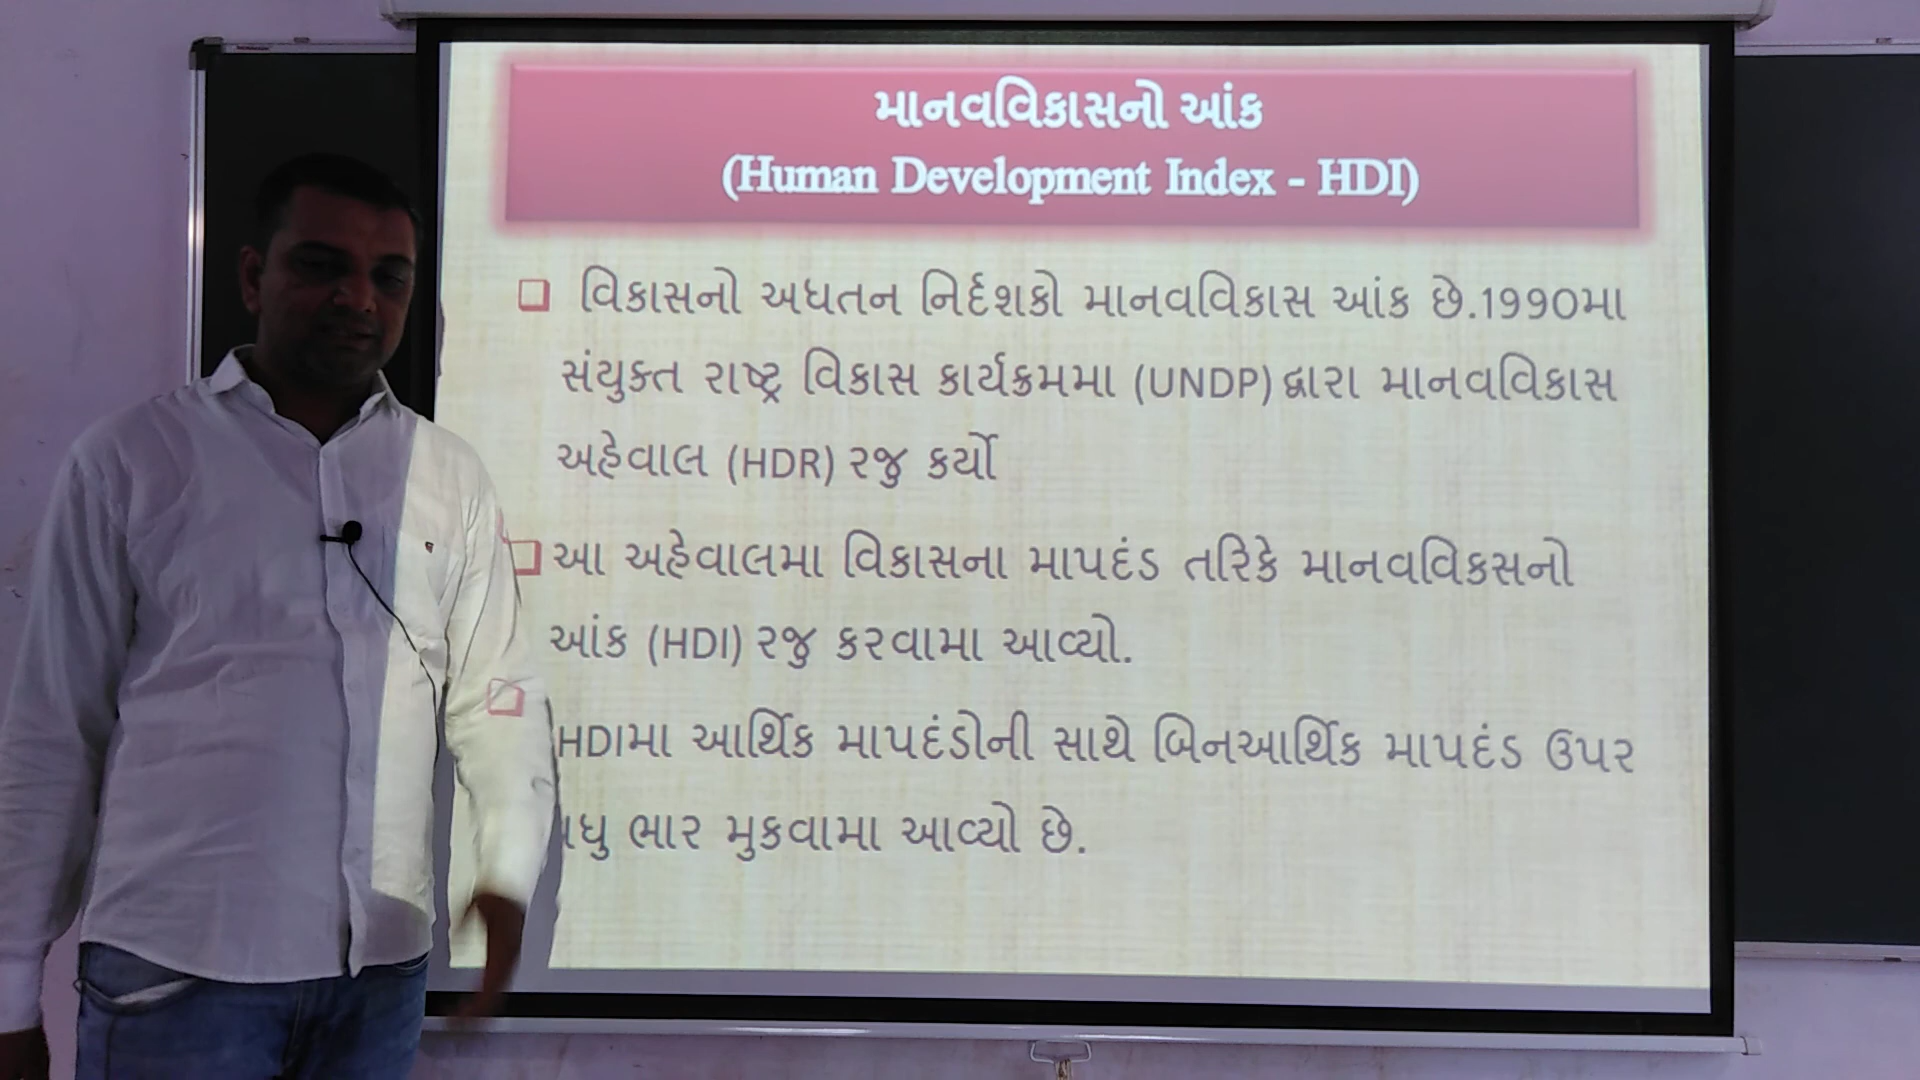 માનવવિકાસનો આંક
(Human Development Index - HDI)
વિકાસનો અધતન નિર્દેશકો માનવવિકાસ આંક છે.1990મા
સંયુક્ત રાષ્ટ્ર વિકાસ કાર્યક્રમમા (UNDP) દ્વારા માનવવિકાસ
અહેવાલ (HDR) રજુ કર્યો
આ અહેવાલમા વિકાસના માપદંડ તરિકે માનવવિકસનો
આંક (HDI) રજુ કરવામા આવ્યો.
HDIમા આર્થિક માપદંડોની સાથે બિનઆર્થિક માપદંડ ઉપર
ભાર મુકવામા આવ્યો છે.